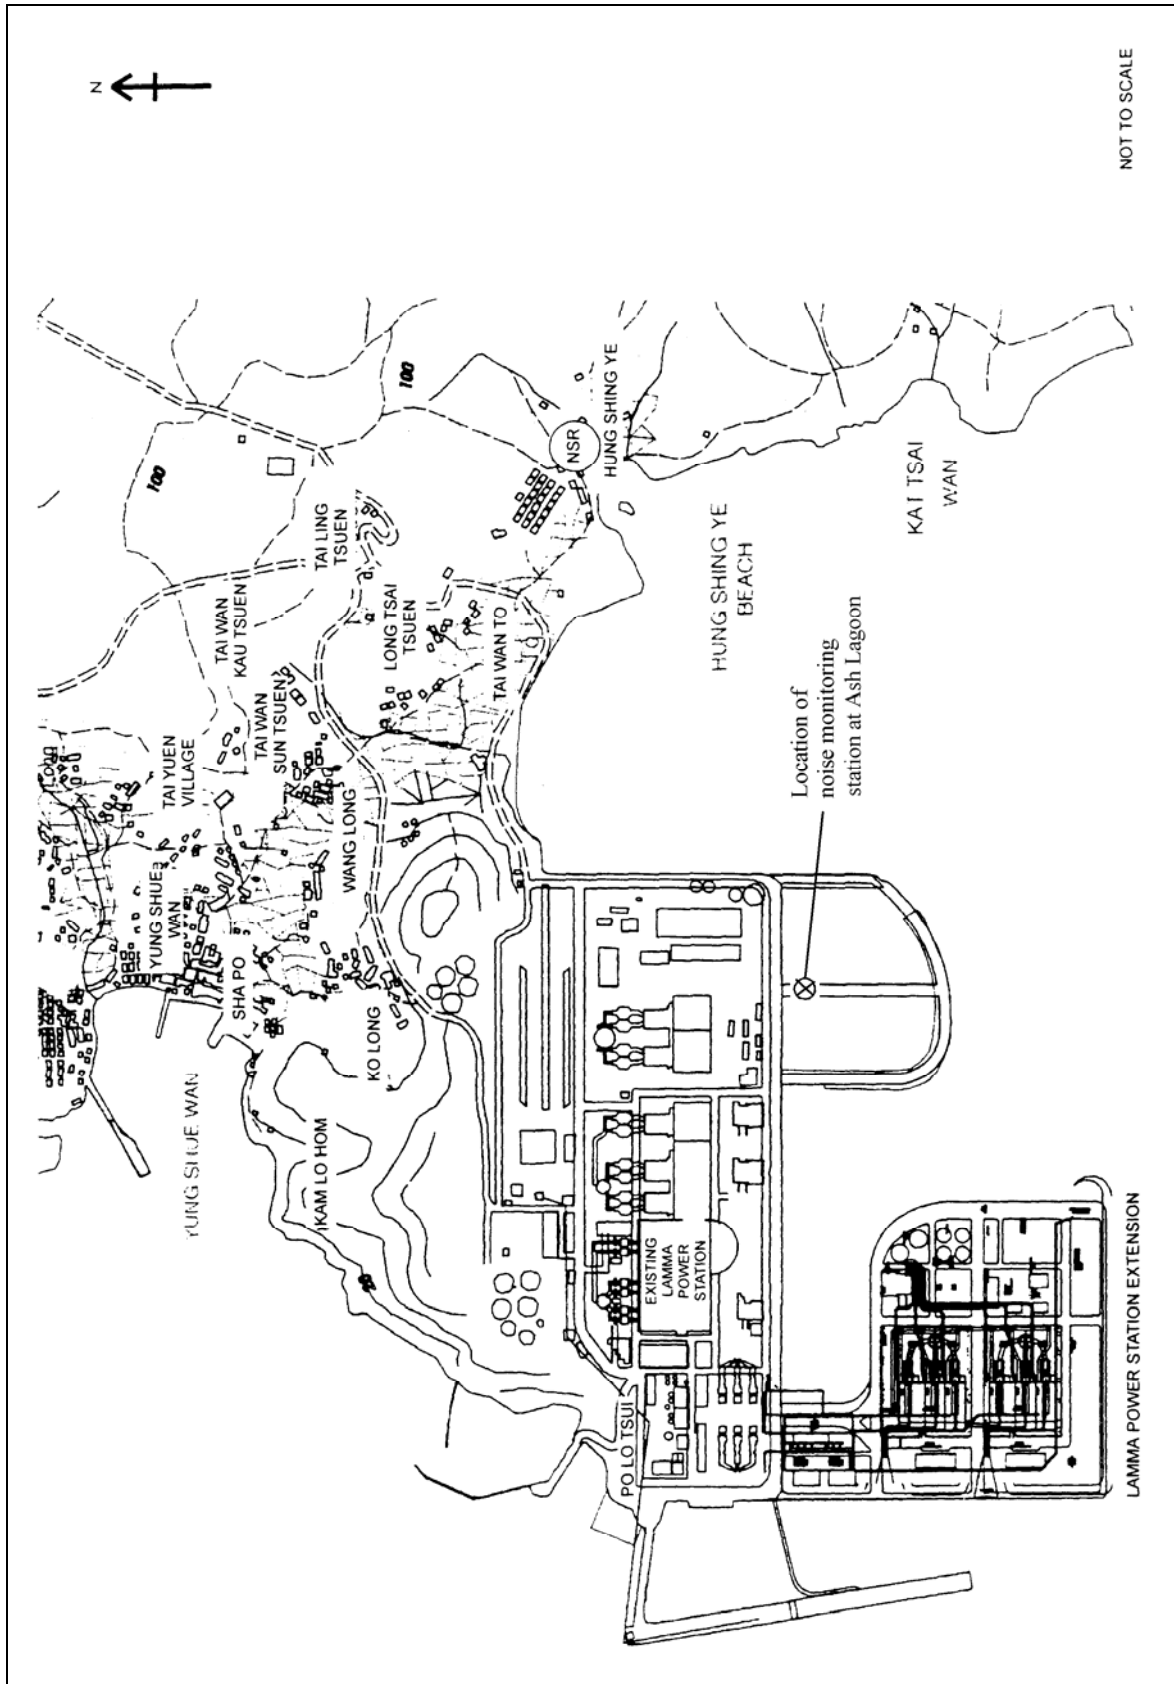 N
YUNG SHUE WAN
YUNG SHUE
WAN
TAI YUEN
VILLAGE
100
SHA PO
TAI WAN
KAU TSUEN
TAI WAN
SUN TSUEN
KAM LO HOM
TAI LING
TSUEN
WANG LONG
KO LONG
LONG TSAI
TSUEN
100
TAI WAN TO
NSR
HUNG SHING YE
PO LO TSUI
EXISTING
LAMMA
POWER
STATION
HUNG SHING YE
BEACH
Location of
noise monitoring
station at Ash Lagoon
KAI TSAI
WAN
LAMMA POWER STATION EXTENSION
NOT TO SCALE